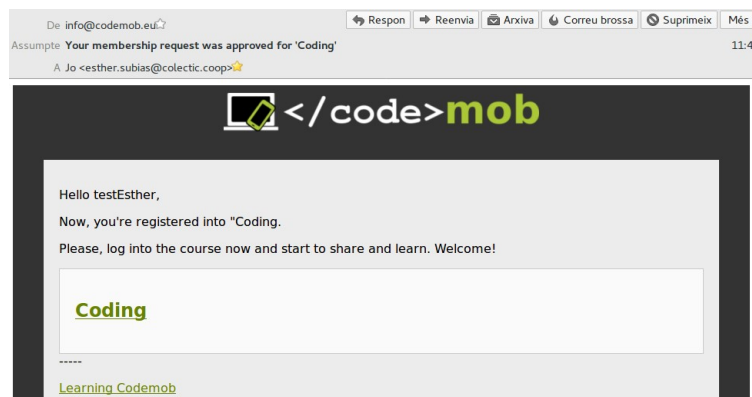 De info@codemob.eu
Respon Reenvia Arxiva Correu brossa Suprimeix Més
Assumpte Your membership request was approved for 'Coding'
11:4
A Jo <esther.subias@colectic.coop>
</code>mob
Hello testEsther,
Now, you're registered into "Coding.
Please, log into the course now and start to share and learn. Welcome!
Coding
-----
Learning Codemob